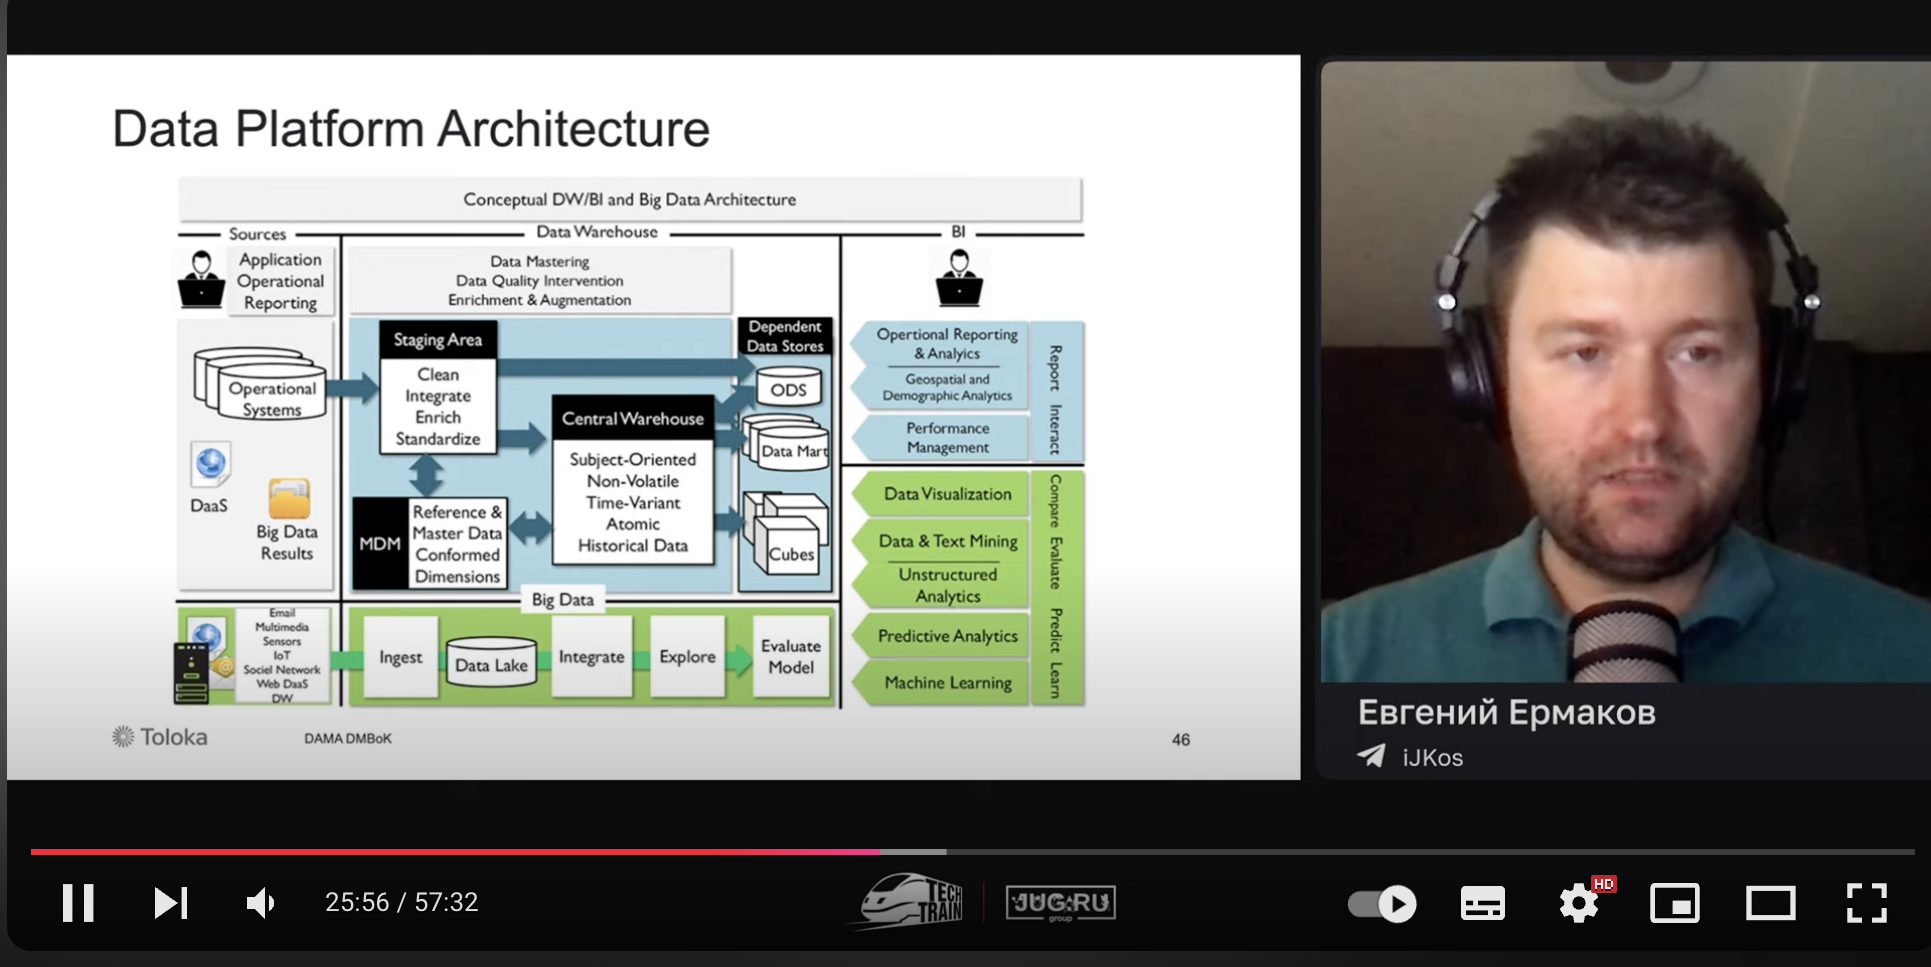 Data Platform Architecture
Conceptual DW/BI and Big Data Architecture
Sources
Data Warehouse
BI
Application
Operational
Reporting
Data Mastering
Data Quality Intervention
Enrichment & Augmentation
Operational
Systems
DaaS
Big Data
Results
Staging Area
Clean
Integrate
Enrich
Standardize
Central Warehouse
Subject-Oriented
Non-Volatile
Time-Variant
Atomic
Historical Data
MDM
Reference &
Master Data
Conformed
Dimensions
Dependent
Data Stores
ODS
Data Mart
Cubes
Opertional Reporting
& Analyics
Geospatial and
Demographic Analytics
Performance
Management
Report Interact
Data Visualization
Data & Text Mining
Unstructured
Analytics
Predictive Analytics
Machine Learning
Compare Evaluate Predict Learn
Big Data
Email
Multimedia
Sensors
IoT
Social Network
Web DaaS
DW
Ingest
Data Lake
Integrate
Explore
Evaluate
Model
Toloka
DAMA DMBoK
46
Евгений Ермаков
iJKos
25:56 / 57:32
TECH
TRAIN
JUG.RU
group
HD